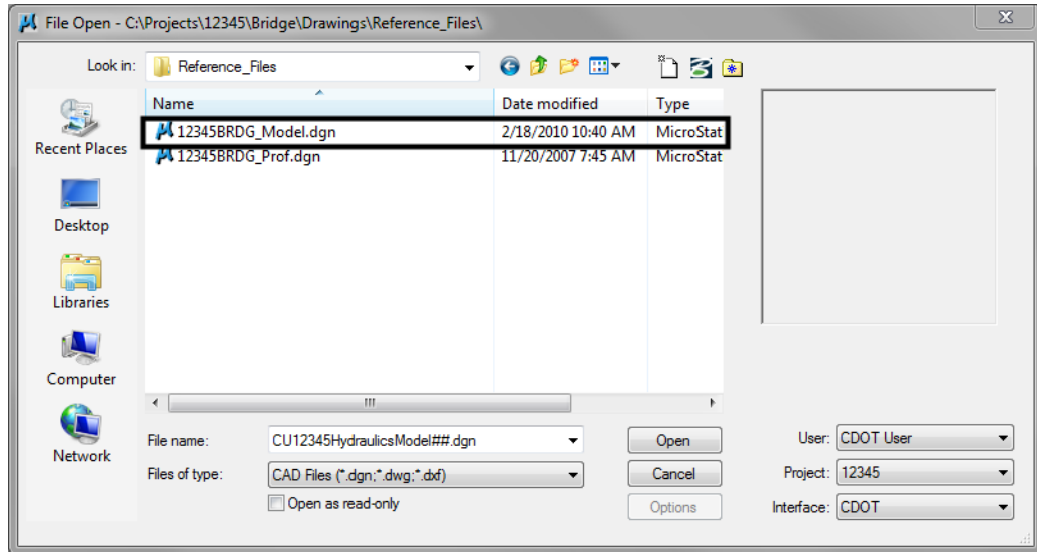 File Open - C:\Projects\12345\Bridge\Drawings\Reference_Files\
Look in: Reference_Files
Name Date modified Type
12345BRDG_Model.dgn 2/18/2010 10:40 AM MicroStat
12345BRDG_Prof.dgn 11/20/2007 7:45 AM MicroStat
Recent Places
Desktop
Libraries
Computer
Network
File name: CU12345HydraulicsModel##.dgn Open User: CDOT User
Files of type: CAD Files (*.dgn;*.dwg;*.dxf) Cancel Project: 12345
Open as read-only Options Interface: CDOT